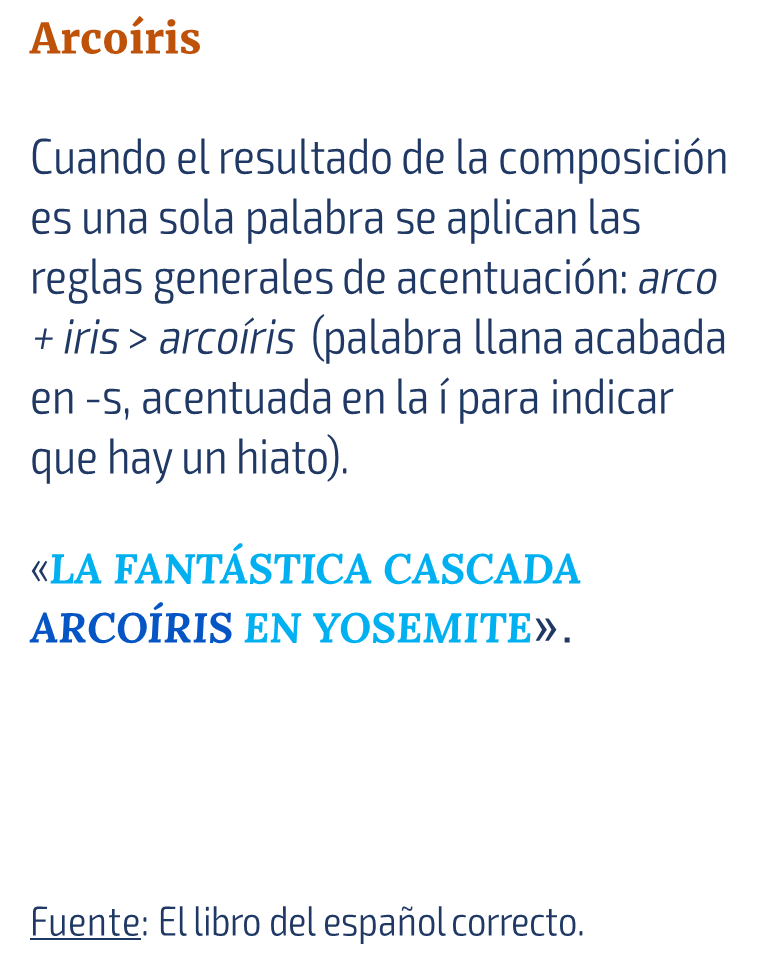 Arcoíris
Cuando el resultado de la composición
es una sola palabra se aplican las
reglas generales de acentuación: arco
+ iris > arcoíris (palabra llana acabada
en -s, acentuada en la í para indicar
que hay un hiato).
«LA FANTÁSTICA CASCADA
ARCOÍRIS EN YOSEMITE».
Fuente: El libro del español correcto.